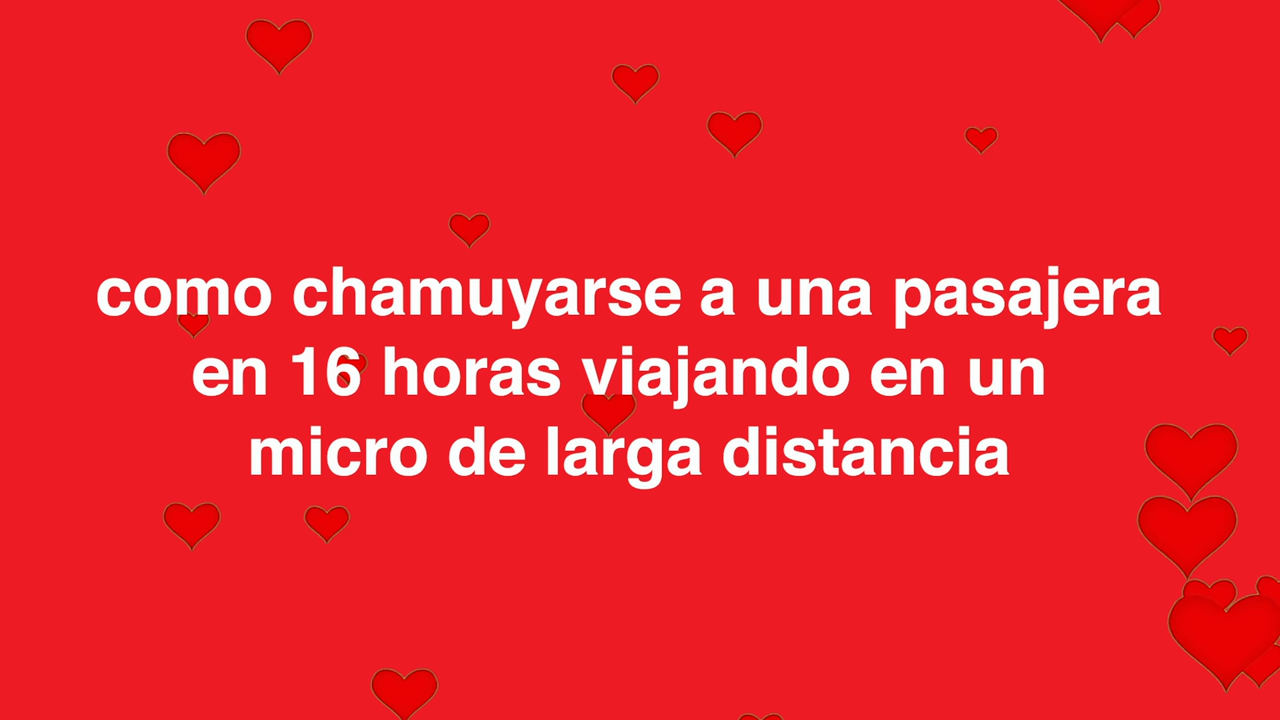 como chamuyarse a una pasajera
en 16 horas viajando en un
micro de larga distancia